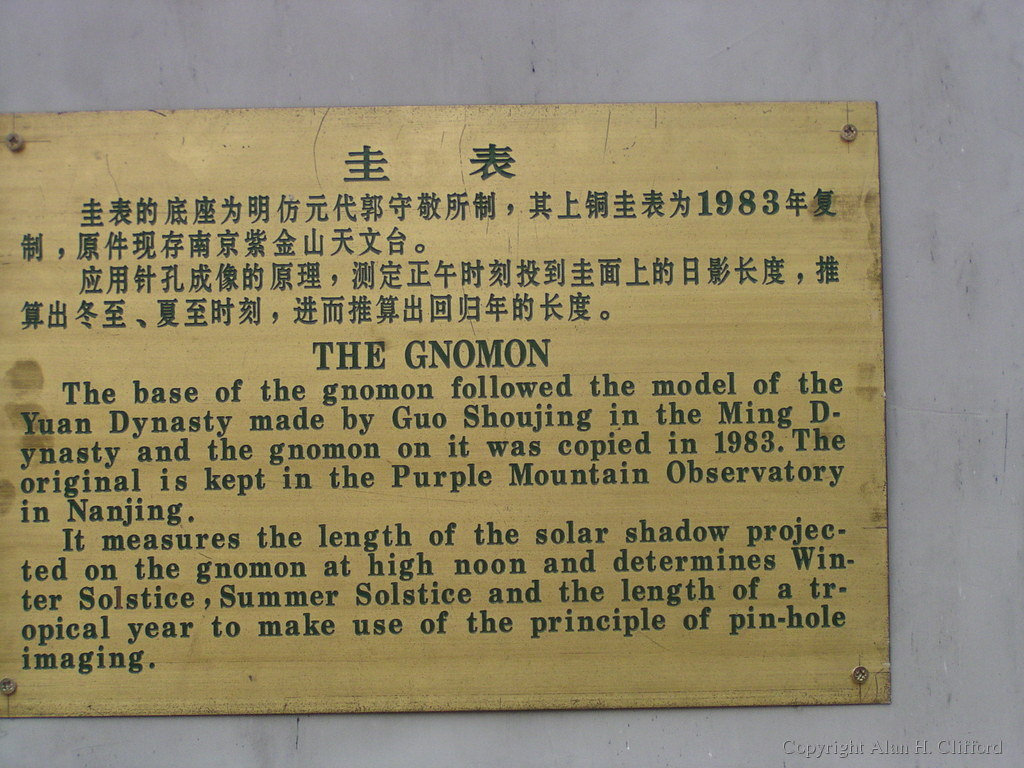 圭 表
圭表的底座为明仿元代郭守敬所制，其上铜圭表为1983年复
制，原件现存南京紫金山天文台。
应用针孔成像的原理，测定正午时刻投到圭面上的日影长度，推
算出冬至、夏至时刻，进而推算出回归年的长度。
THE GNOMON
The base of the gnomon followed the model of the
Yuan Dynasty made by Guo Shoujing in the Ming D-
ynasty and the gnomon on it was copied in 1983. The
original is kept in the Purple Mountain Observatory
in Nanjing.
It measures the length of the solar shadow projec-
ted on the gnomon at high noon and determines Win-
ter Solstice, Summer Solstice and the length of a tr-
opical year to make use of the principle of pin-hole
imaging.
Copyright Alan H. Clifford